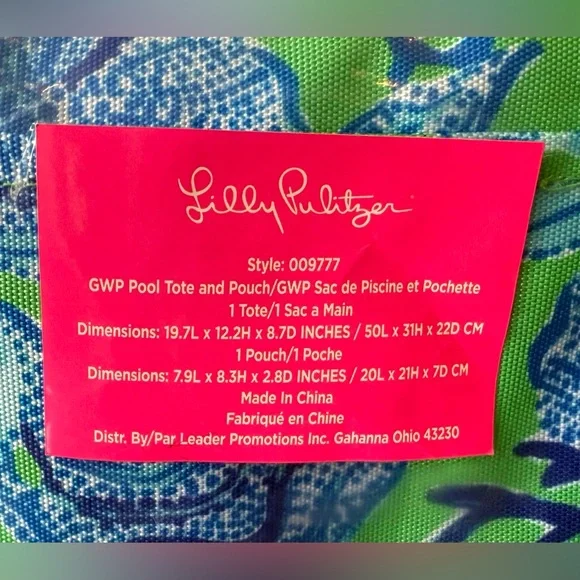 Lilly Pulitzer
Style: 009777
GWP Pool Tote and Pouch/GWP Sac de Piscine et Pochette
1 Tote/1 Sac a Main
Dimensions: 19.7L x 12.2H x 8.7D INCHES / 50L x 31H x 22D CM
1 Pouch/1 Poche
Dimensions: 7.9L x 8.3H x 2.8D INCHES / 20L x 21H x 7D CM
Made In China
Fabriqué en Chine
Distr. By/Par Leader Promotions Inc. Gahanna Ohio 43230